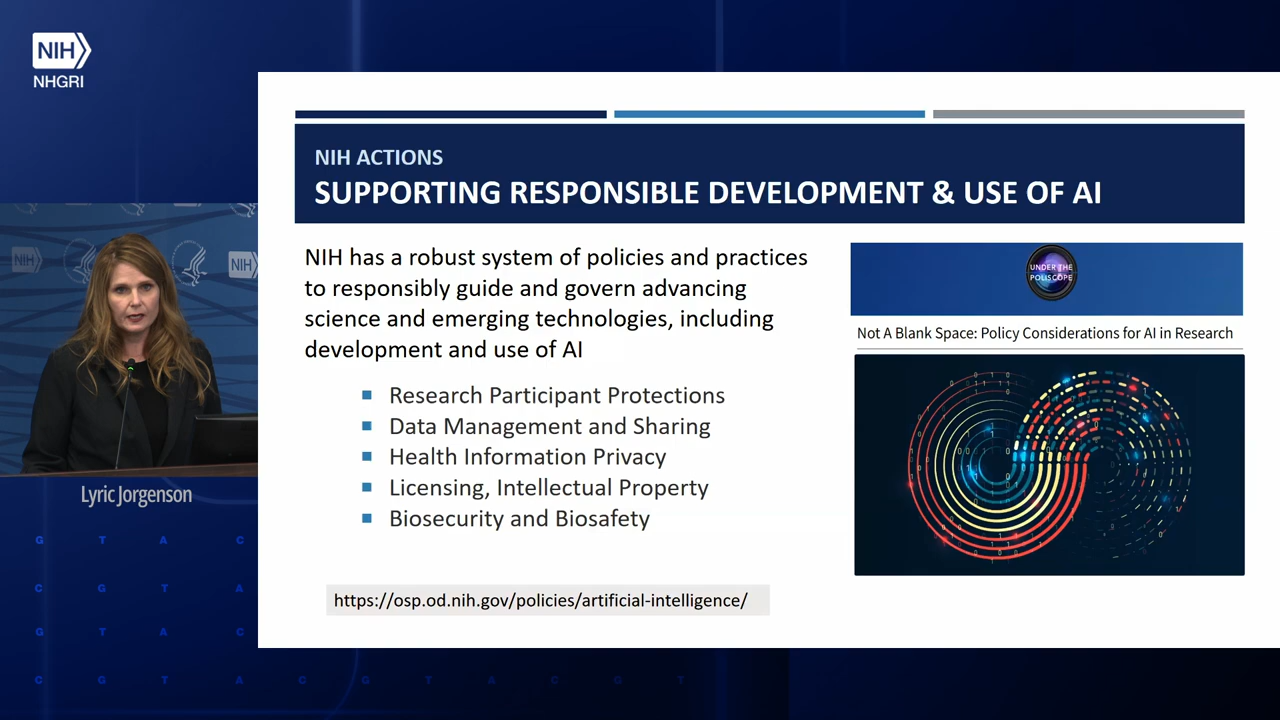 NIH
NHGRI
NIH ACTIONS
SUPPORTING RESPONSIBLE DEVELOPMENT & USE OF AI
NIH has a robust system of policies and practices
to responsibly guide and govern advancing
science and emerging technologies, including
development and use of AI
Research Participant Protections
Data Management and Sharing
Health Information Privacy
Licensing, Intellectual Property
Biosecurity and Biosafety
https://osp.od.nih.gov/policies/artificial-intelligence/
UNDER THE
POLISCOPE
Not A Blank Space: Policy Considerations for AI in Research
NIH
NIH
Lyric Jorgenson
G T A C
C G T A
G T A C
C G T A C G T A C G T